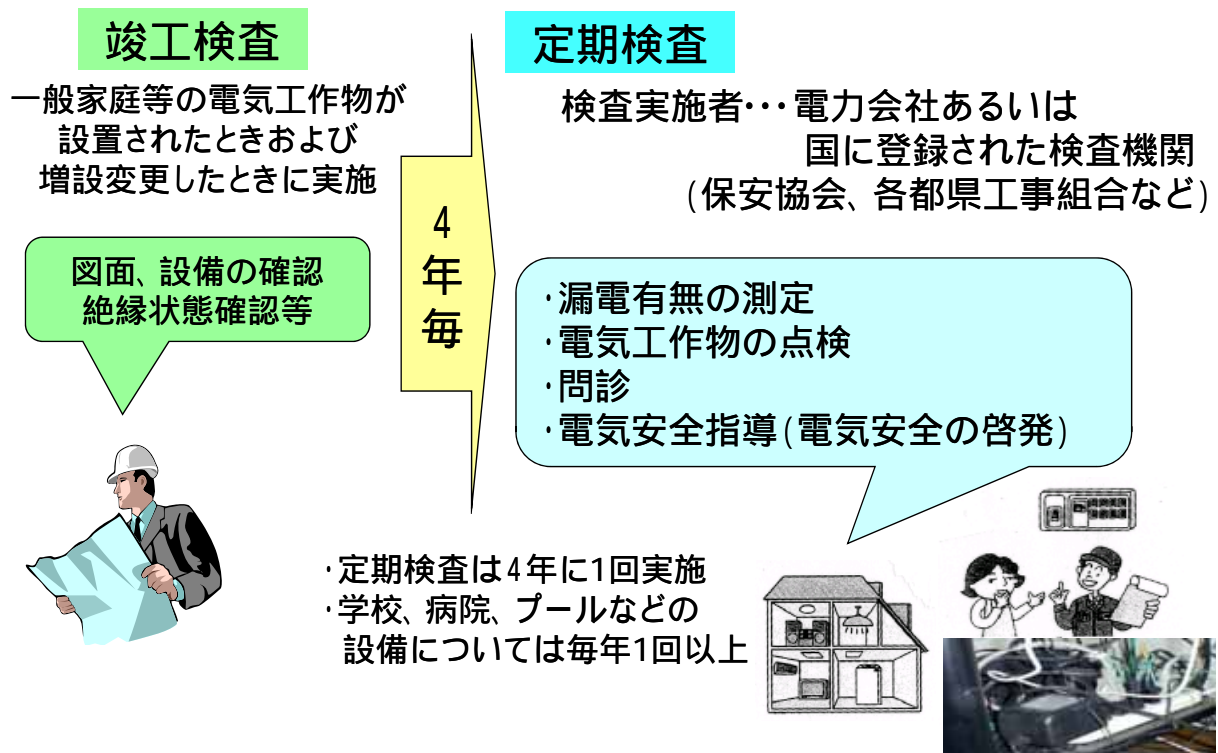 竣工検査
一般家庭等の電気工作物が
設置されたときおよび
増設変更したときに実施
図面、設備の確認
絶縁状態確認等
4
年
毎
定期検査
検査実施者・・・電力会社あるいは
国に登録された検査機関
(保安協会、各都県工事組合など)
・漏電有無の測定
・電気工作物の点検
・問診
・電気安全指導(電気安全の啓発)
・定期検査は4年に1回実施
・学校、病院、プールなどの
設備については毎年1回以上